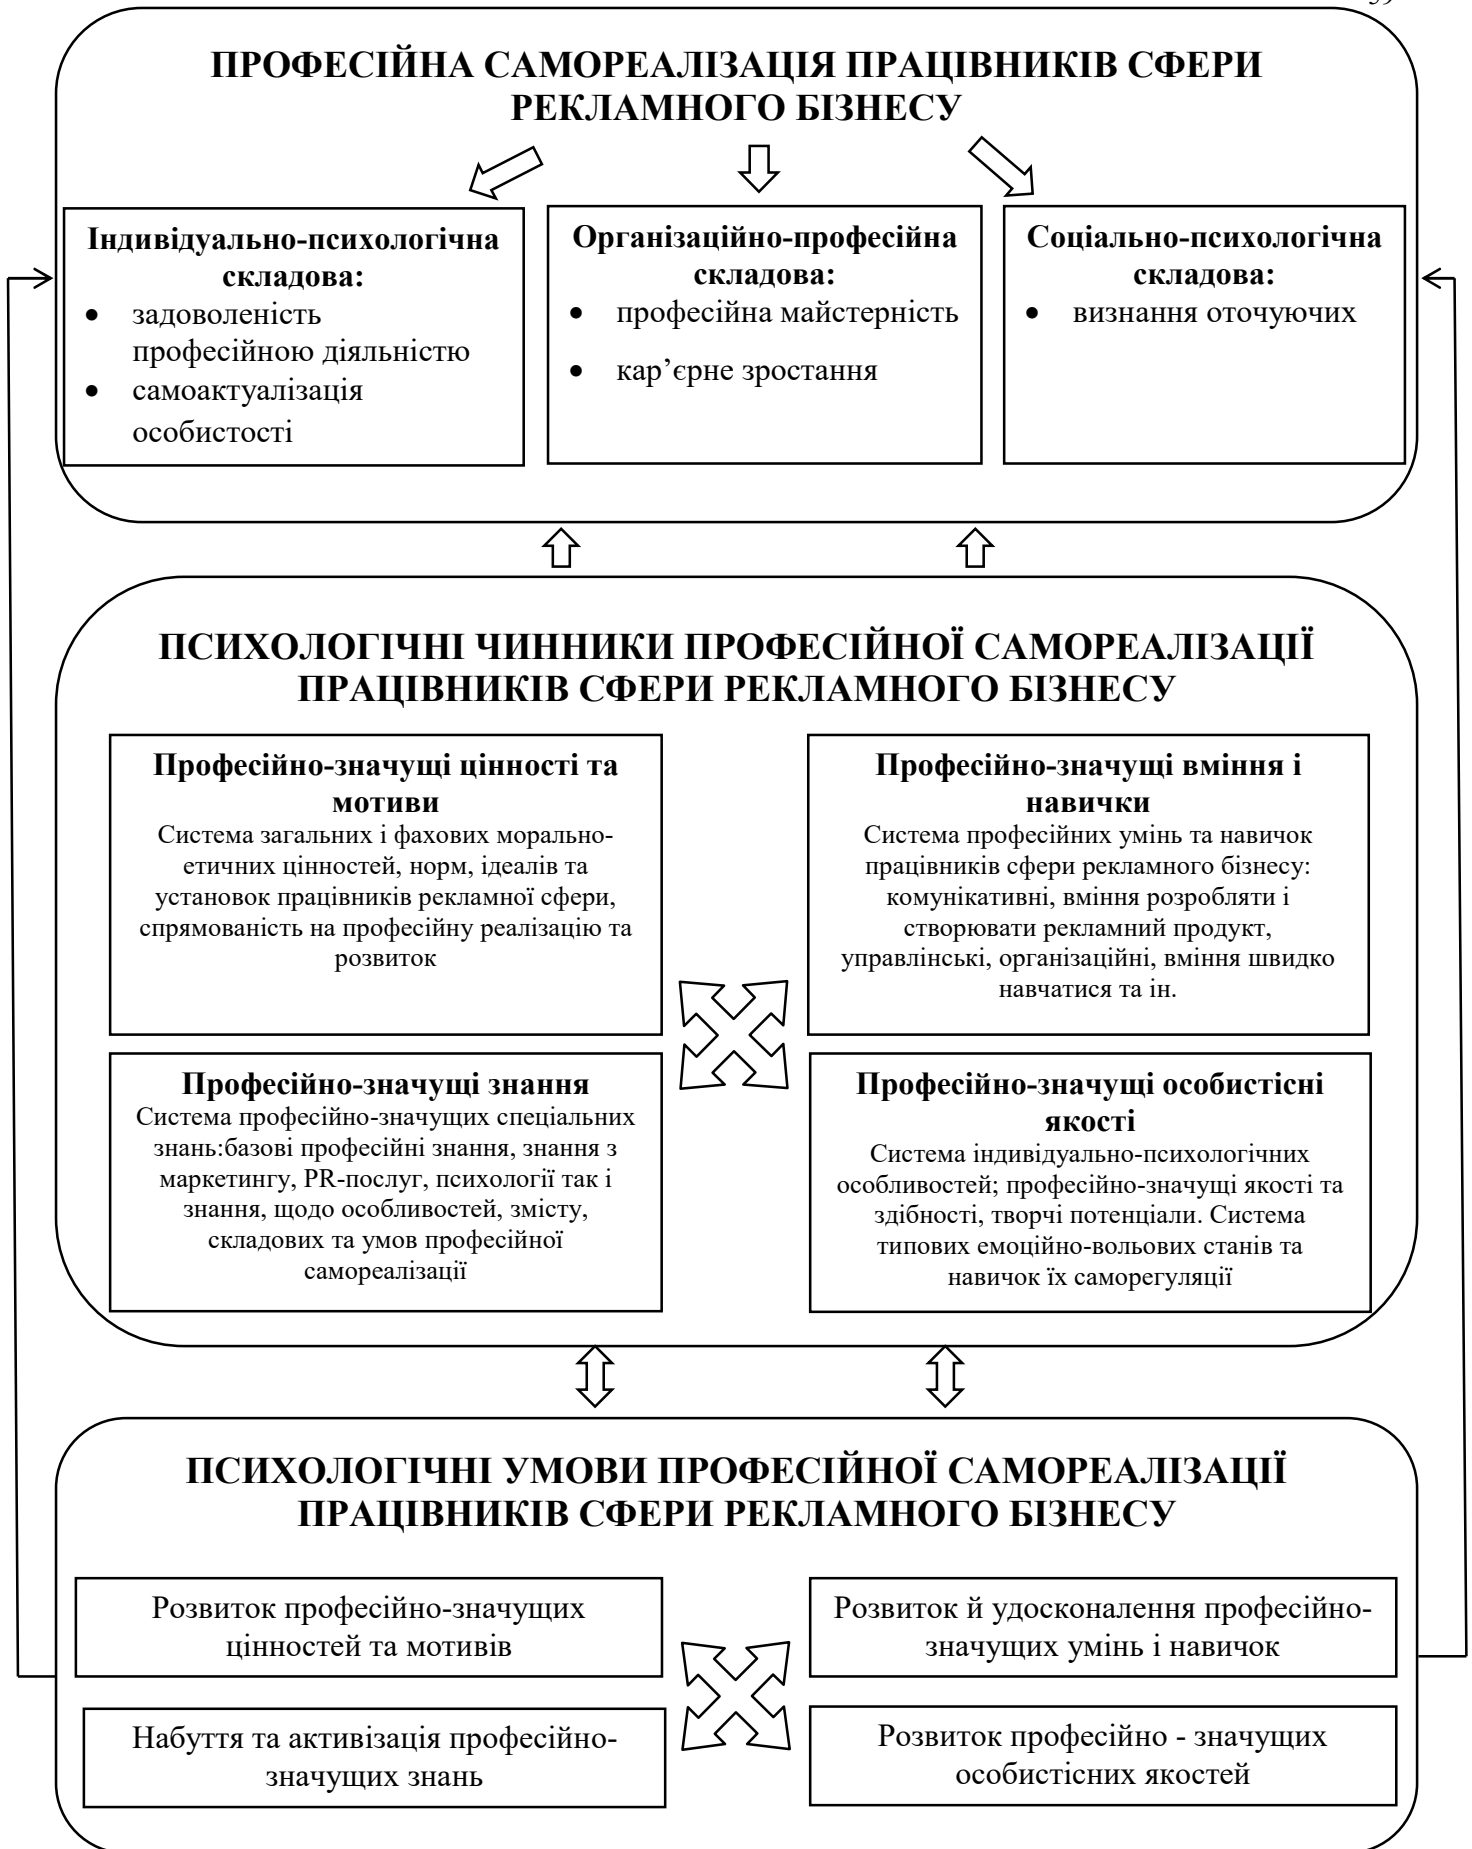 ПРОФЕСІЙНА САМОРЕАЛІЗАЦІЯ ПРАЦІВНИКІВ СФЕРИ
РЕКЛАМНОГО БІЗНЕСУ
Індивідуально-психологічна
складова:
• задоволеність
професійною діяльністю
• самоактуалізація
особистості
Організаційно-професійна
складова:
• професійна майстерність
• кар’єрне зростання
Соціально-психологічна
складова:
• визнання оточуючих
ПСИХОЛОГІЧНІ ЧИННИКИ ПРОФЕСІЙНОЇ САМОРЕАЛІЗАЦІЇ
ПРАЦІВНИКІВ СФЕРИ РЕКЛАМНОГО БІЗНЕСУ
Професійно-значущі цінності та
мотиви
Система загальних і фахових морально-
етичних цінностей, норм, ідеалів та
установок працівників рекламної сфери,
спрямованість на професійну реалізацію та
розвиток
Професійно-значущі вміння і
навички
Система професійних умінь та навичок
працівників сфери рекламного бізнесу:
комунікативні, вміння розробляти і
створювати рекламний продукт,
управлінські, організаційні, вміння швидко
навчатися та ін.
Професійно-значущі знання
Система професійно-значущих спеціальних
знань:базові професійні знання, знання з
маркетингу, PR-послуг, психології так і
знання, щодо особливостей, змісту,
складових та умов професійної
самореалізації
Професійно-значущі особистісні
якості
Система індивідуально-психологічних
особливостей; професійно-значущі якості та
здібності, творчі потенціали. Система
типових емоційно-вольових станів та
навичок їх саморегуляції
ПСИХОЛОГІЧНІ УМОВИ ПРОФЕСІЙНОЇ САМОРЕАЛІЗАЦІЇ
ПРАЦІВНИКІВ СФЕРИ РЕКЛАМНОГО БІЗНЕСУ
Розвиток професійно-значущих
цінностей та мотивів
Розвиток й удосконалення професійно-
значущих умінь і навичок
Набуття та активізація професійно-
значущих знань
Розвиток професійно - значущих
особистісних якостей